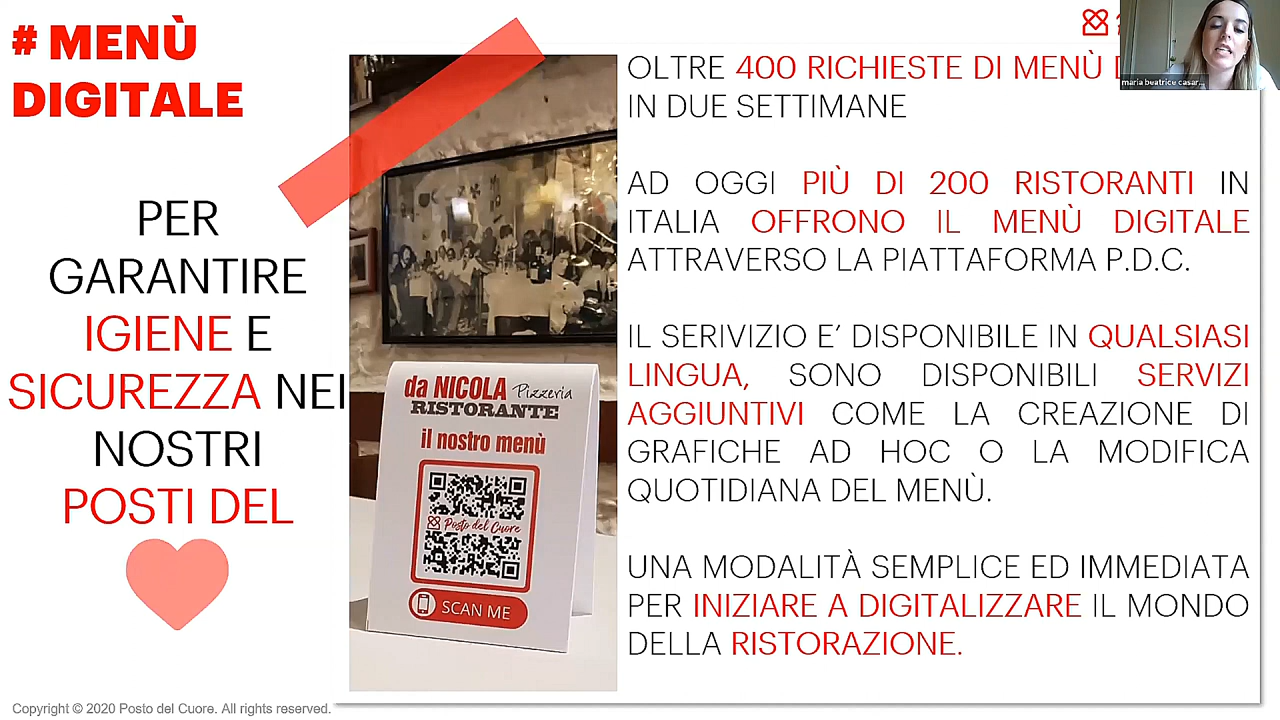 # MENÙ
DIGITALE
PER
GARANTIRE
IGIENE E
SICUREZZA NEI
NOSTRI
POSTI DEL
da NICOLA Pizzeria
RISTORANTE
il nostro menù
Posto del Cuore
SCAN ME
OLTRE 400 RICHIESTE DI MENÙ
IN DUE SETTIMANE
AD OGGI PIÙ DI 200 RISTORANTI IN
ITALIA OFFRONO IL MENÙ DIGITALE
ATTRAVERSO LA PIATTAFORMA P.D.C.
IL SERIVIZIO E’ DISPONIBILE IN QUALSIASI
LINGUA, SONO DISPONIBILI SERVIZI
AGGIUNTIVI COME LA CREAZIONE DI
GRAFICHE AD HOC O LA MODIFICA
QUOTIDIANA DEL MENÙ.
UNA MODALITÀ SEMPLICE ED IMMEDIATA
PER INIZIARE A DIGITALIZZARE IL MONDO
DELLA RISTORAZIONE.
maria beatrice casar...
Copyright © 2020 Posto del Cuore. All rights reserved.